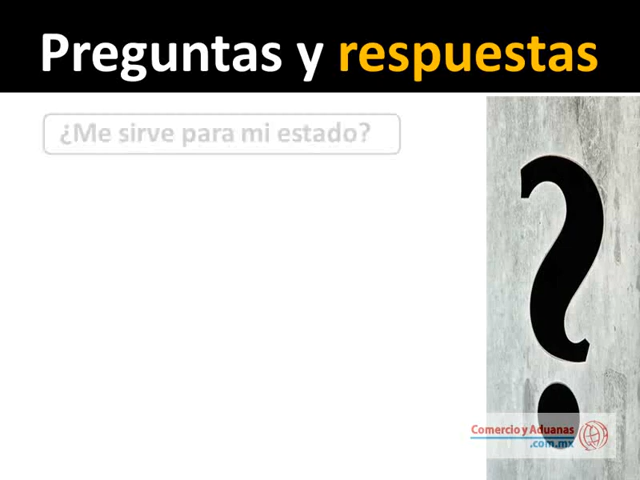 Preguntas y respuestas
¿Me sirve para mi estado?
?
Comercio y Aduanas
.com.mx